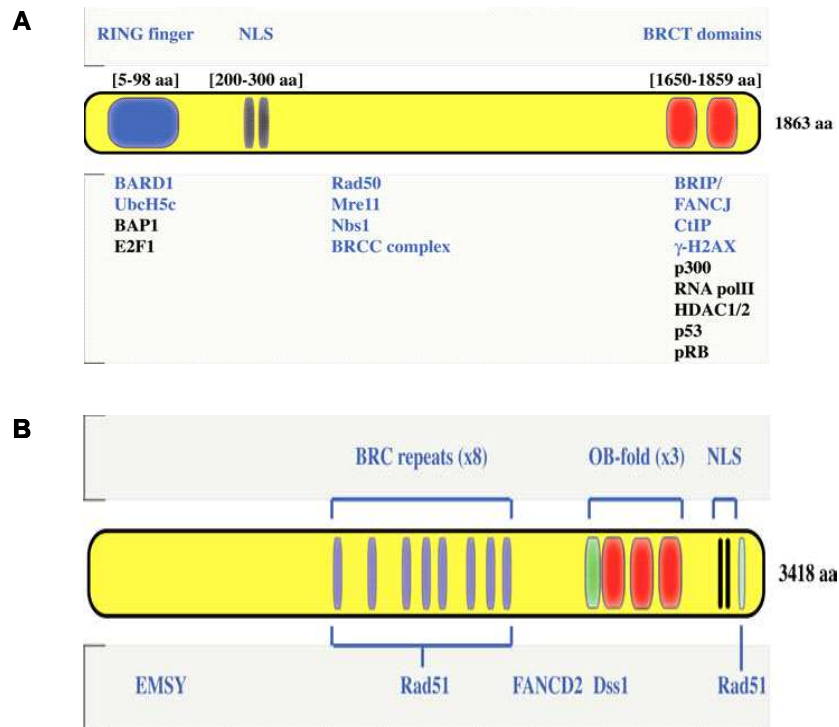 A
RING finger NLS BRCT domains
[5-98 aa] [200-300 aa] [1650-1859 aa]
1863 aa
BARD1 Rad50 BRIP/
UbcH5c Mre11 FANCJ
BAP1 Nbs1 CtIP
E2F1 BRCC complex γ-H2AX
p300
RNA polII
HDAC1/2
p53
pRB
B
BRC repeats (x8) OB-fold (x3) NLS
3418 aa
EMSY Rad51 FANCD2 Dss1 Rad51